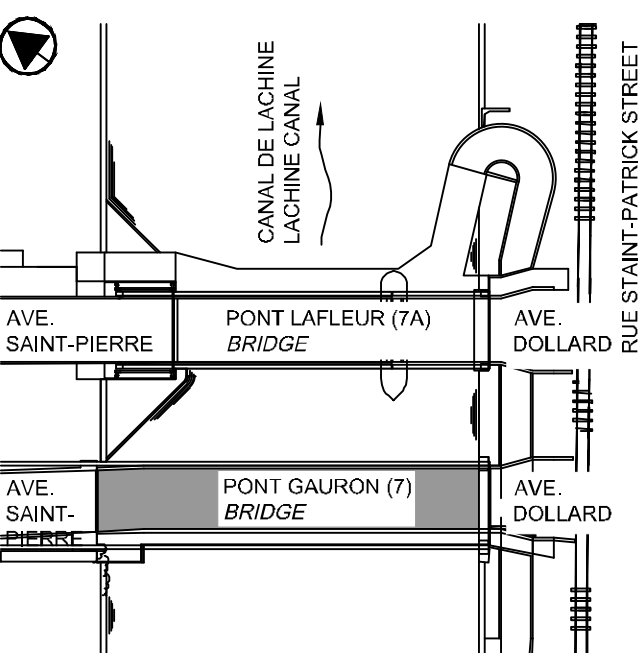 CANAL DE LACHINE
LACHINE CANAL
RUE STAINT-PATRICK STREET
AVE.
SAINT-PIERRE
PONT LAFLEUR (7A)
BRIDGE
AVE.
DOLLARD
AVE.
SAINT-
PIERRE
PONT GAURON (7)
BRIDGE
AVE.
DOLLARD